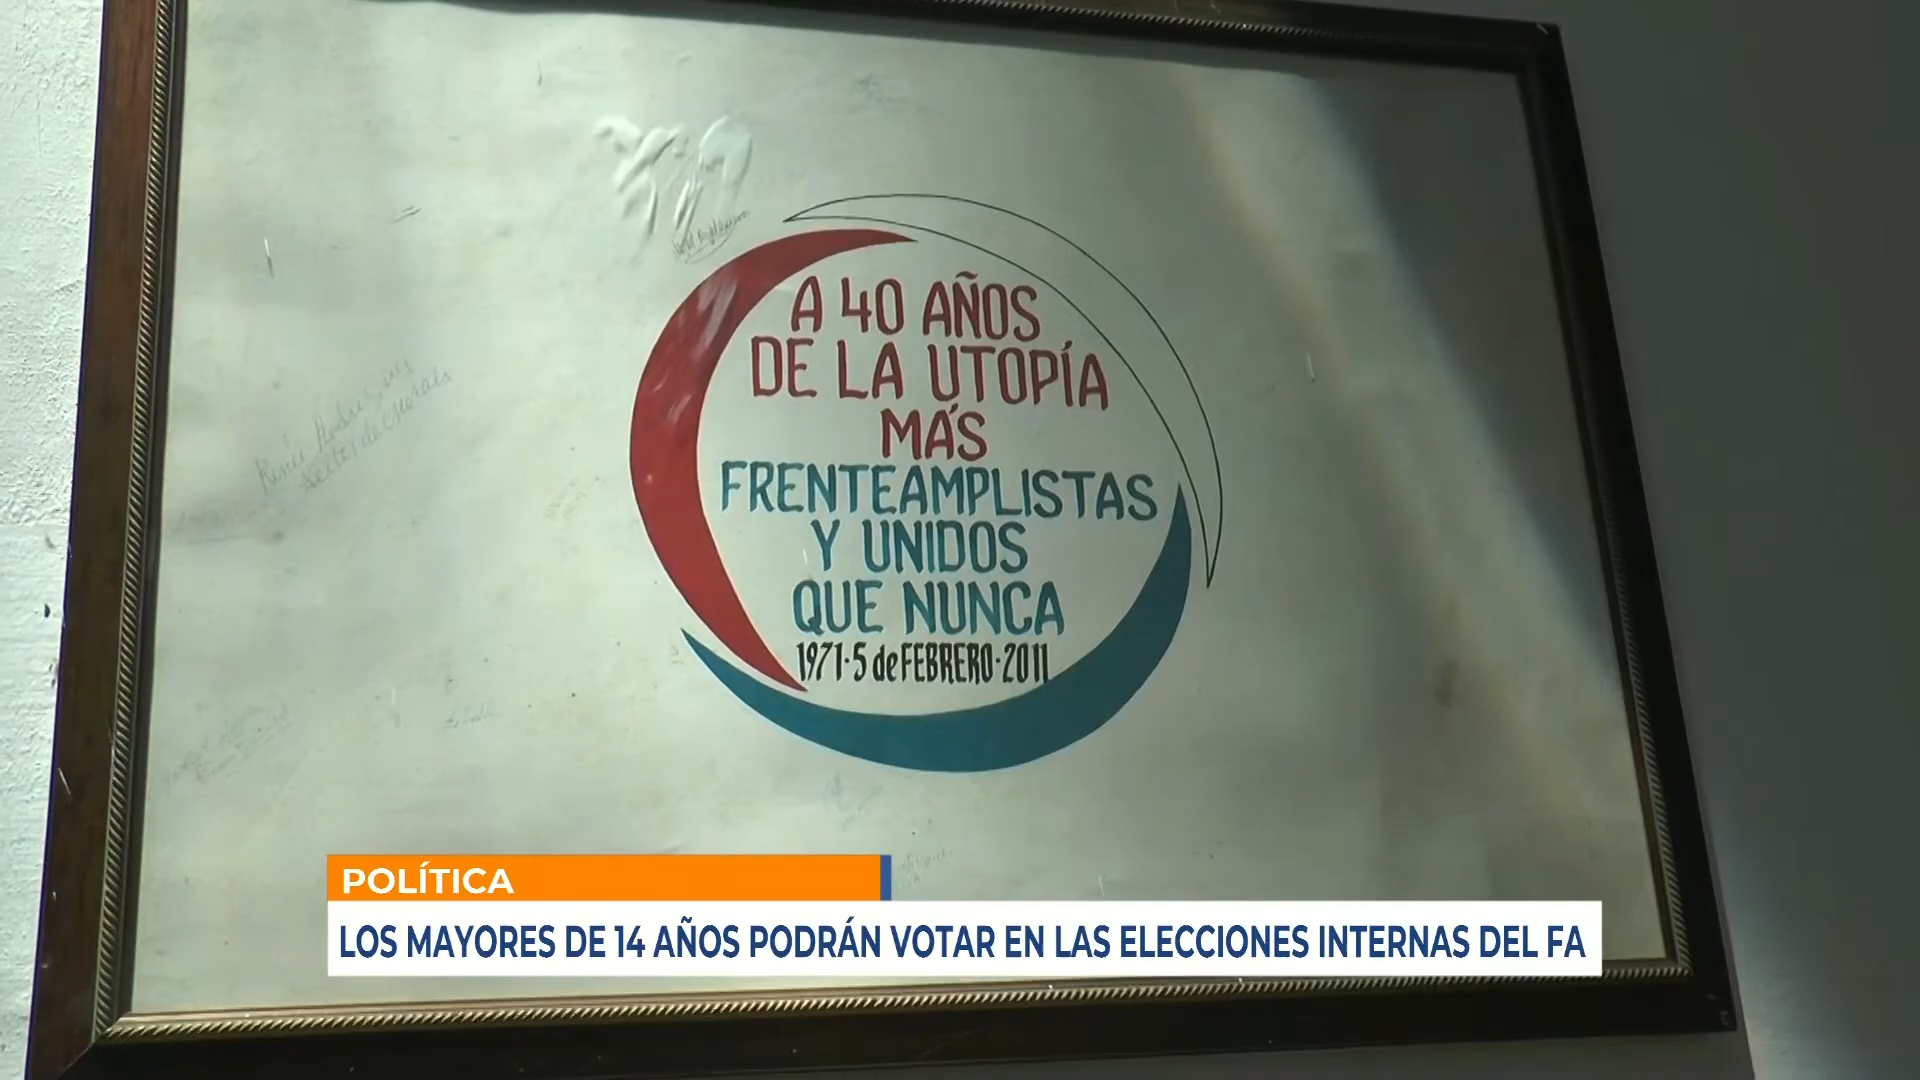 A 40 AÑOS
DE LA UTOPÍA
MÁS
FRENTEAMPLISTAS
Y UNIDOS
QUE NUNCA
1971·5 de FEBRERO·2011
POLÍTICA
LOS MAYORES DE 14 AÑOS PODRÁN VOTAR EN LAS ELECCIONES INTERNAS DEL FA